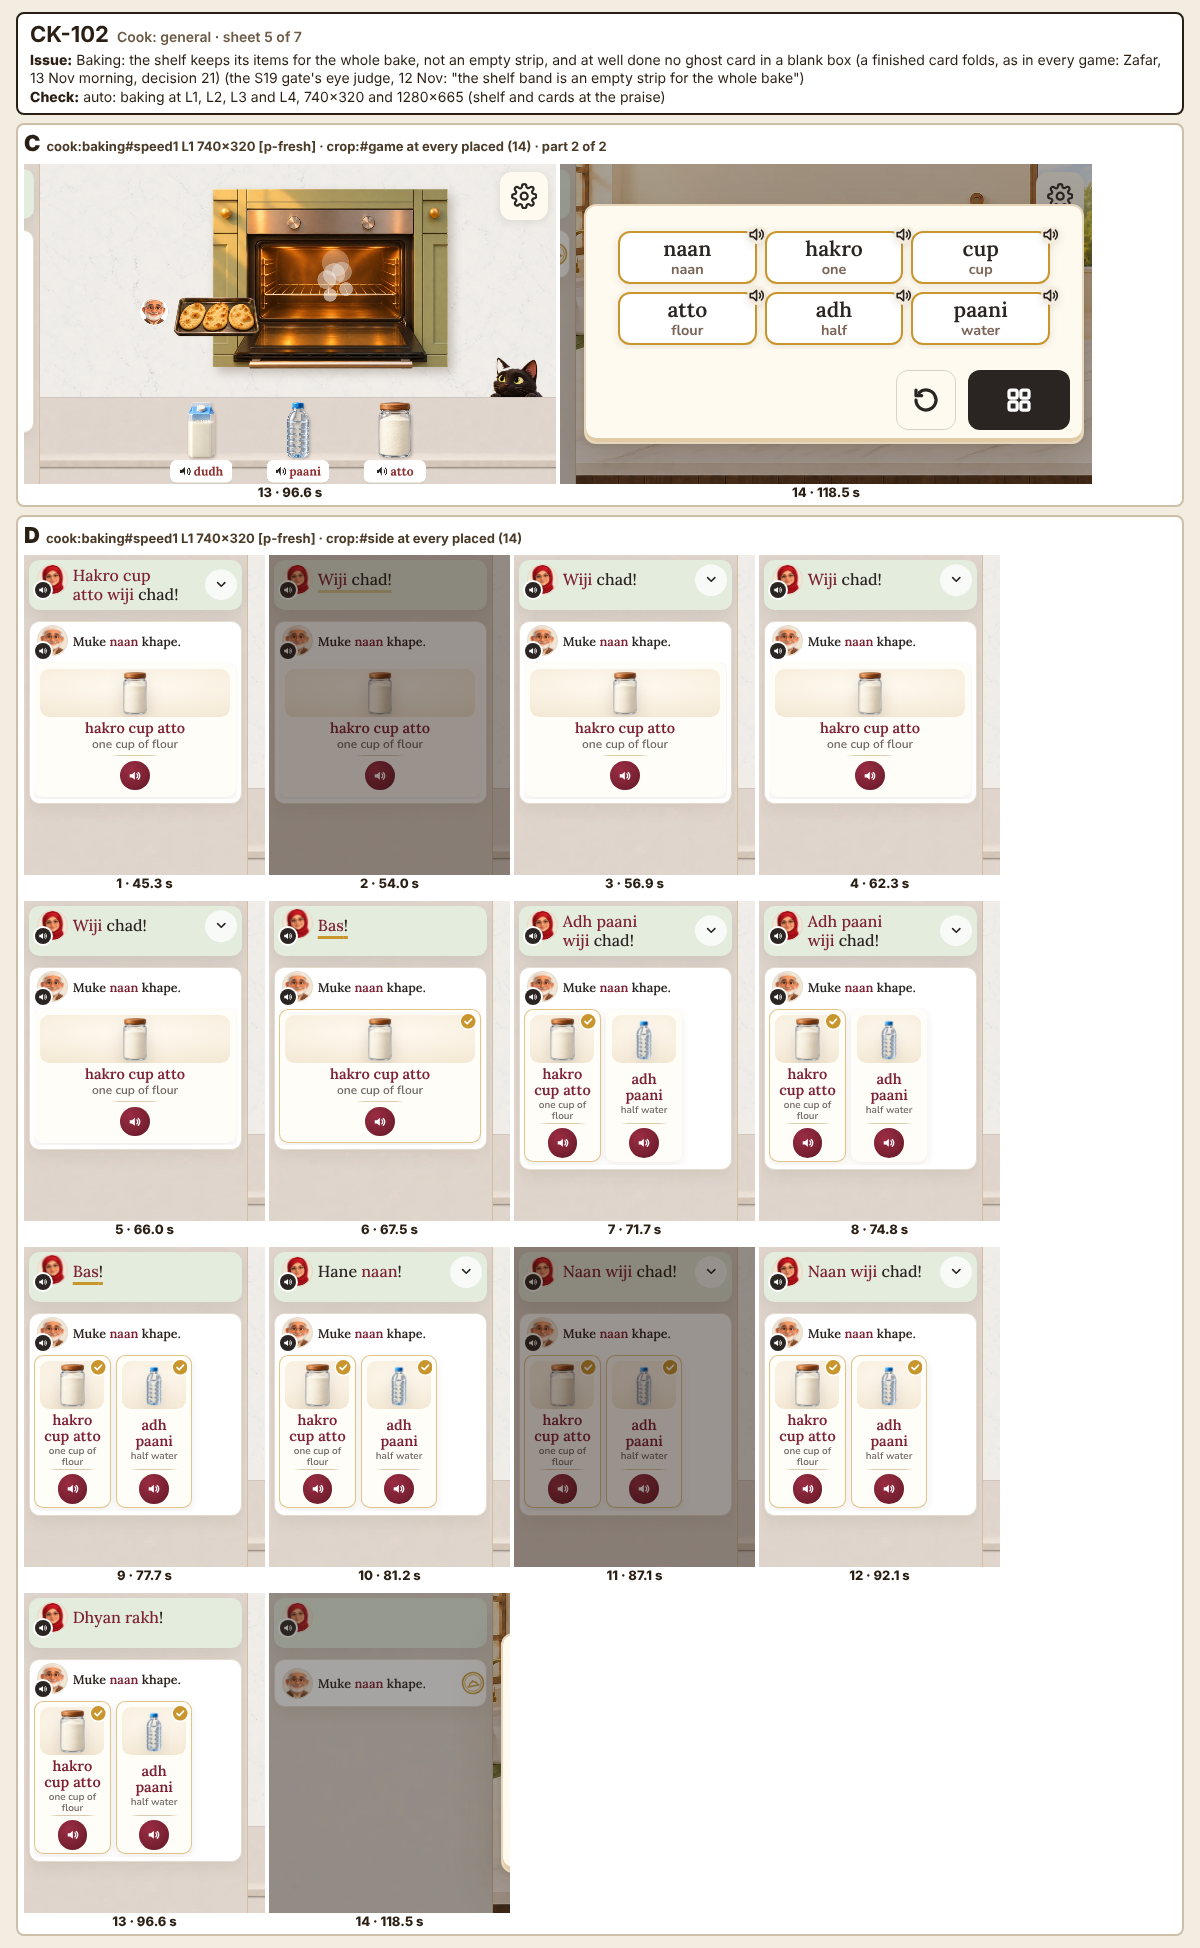 CK-102 Cook: general · sheet 5 of 7
Issue: Baking: the shelf keeps its items for the whole bake, not an empty strip, and at well done no ghost card in a blank box (a finished card folds, as in every game: Zafar,
13 Nov morning, decision 21) (the S19 gate's eye judge, 12 Nov: "the shelf band is an empty strip for the whole bake")
Check: auto: baking at L1, L2, L3 and L4, 740×320 and 1280×665 (shelf and cards at the praise)
C cook:baking#speed1 L1 740×320 [p-fresh] · crop:#game at every placed (14) · part 2 of 2
dudh
paani
atto
13 · 96.6 s
naan
naan
hakro
one
cup
cup
atto
flour
adh
half
paani
water
14 · 118.5 s
D cook:baking#speed1 L1 740×320 [p-fresh] · crop:#side at every placed (14)
Hakro cup
atto wiji chad!
Muke naan khape.
hakro cup atto
one cup of flour
1 · 45.3 s
Wiji chad!
Muke naan khape.
hakro cup atto
one cup of flour
2 · 54.0 s
Wiji chad!
Muke naan khape.
hakro cup atto
one cup of flour
3 · 56.9 s
Wiji chad!
Muke naan khape.
hakro cup atto
one cup of flour
4 · 62.3 s
Wiji chad!
Muke naan khape.
hakro cup atto
one cup of flour
5 · 66.0 s
Bas!
Muke naan khape.
hakro cup atto
one cup of flour
6 · 67.5 s
Adh paani
wiji chad!
Muke naan khape.
hakro
cup atto
one cup of
flour
adh
paani
half water
7 · 71.7 s
Adh paani
wiji chad!
Muke naan khape.
hakro
cup atto
one cup of
flour
adh
paani
half water
8 · 74.8 s
Bas!
Muke naan khape.
hakro
cup atto
one cup of
flour
adh
paani
half water
9 · 77.7 s
Hane naan!
Muke naan khape.
hakro
cup atto
one cup of
flour
adh
paani
half water
10 · 81.2 s
Naan wiji chad!
Muke naan khape.
hakro
cup atto
one cup of
flour
adh
paani
half water
11 · 87.1 s
Naan wiji chad!
Muke naan khape.
hakro
cup atto
one cup of
flour
adh
paani
half water
12 · 92.1 s
Dhyan rakh!
Muke naan khape.
hakro
cup atto
one cup of
flour
adh
paani
half water
13 · 96.6 s
Muke naan khape.
14 · 118.5 s